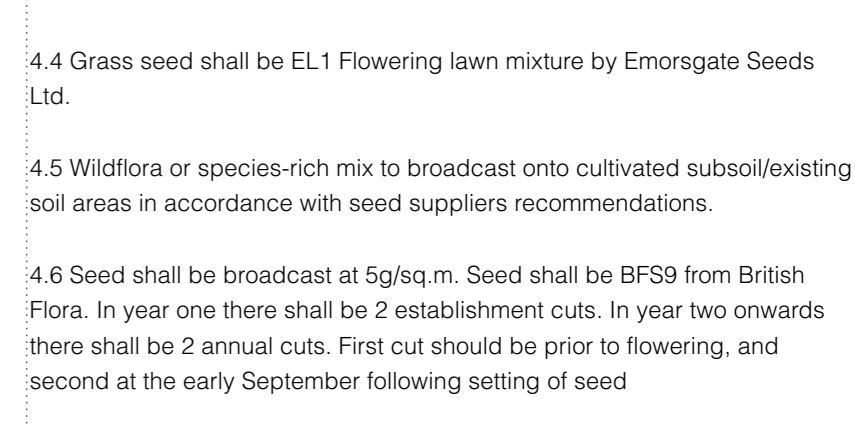 4.4 Grass seed shall be EL1 Flowering lawn mixture by Emorsgate Seeds
Ltd.
4.5 Wildflora or species-rich mix to broadcast onto cultivated subsoil/existing
soil areas in accordance with seed suppliers recommendations.
4.6 Seed shall be broadcast at 5g/sq.m. Seed shall be BFS9 from British
Flora. In year one there shall be 2 establishment cuts. In year two onwards
there shall be 2 annual cuts. First cut should be prior to flowering, and
second at the early September following setting of seed